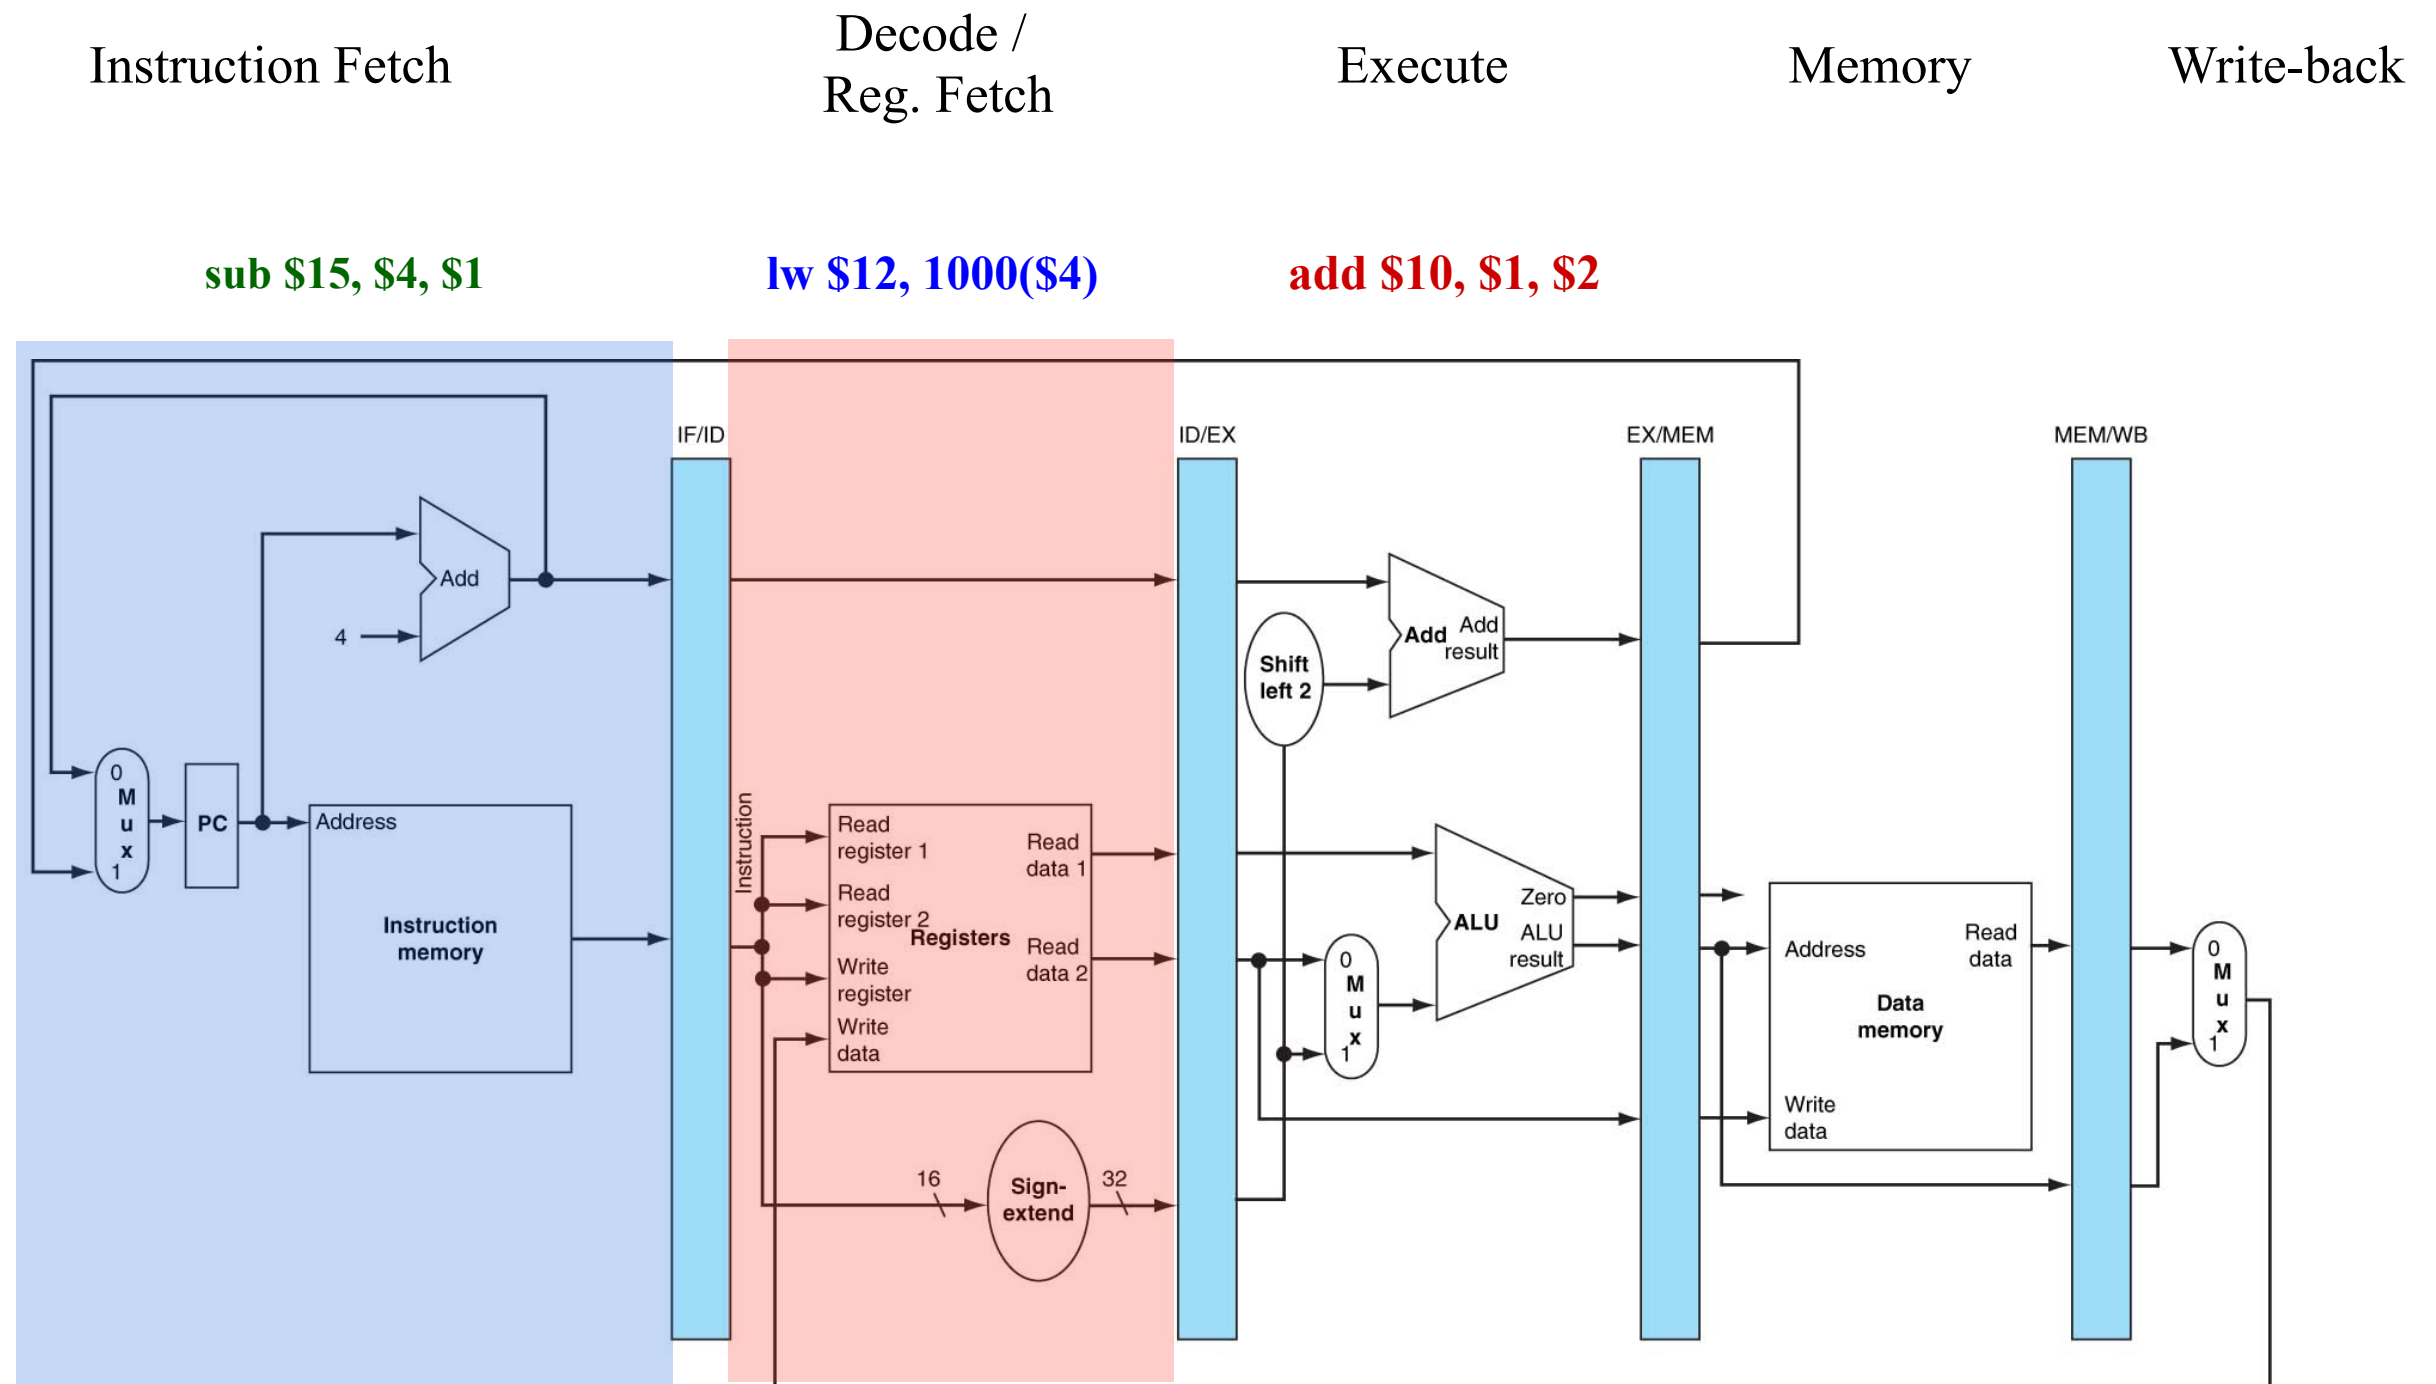 Instruction Fetch
Decode /
Reg. Fetch
Execute
Memory
Write-back
sub $15, $4, $1
lw $12, 1000($4)
add $10, $1, $2
IF/ID
ID/EX
EX/MEM
MEM/WB
Add
4
0
M
u
x
1
PC
Address
Instruction
memory
Instruction
Read
register 1
Read
register 2
Write
register
Write
data
Registers
Read
data 1
Read
data 2
16
Sign-
extend
32
Shift
left 2
Add
Add
result
0
M
u
x
1
ALU
Zero
ALU
result
Address
Read
data
Data
memory
Write
data
0
M
u
x
1